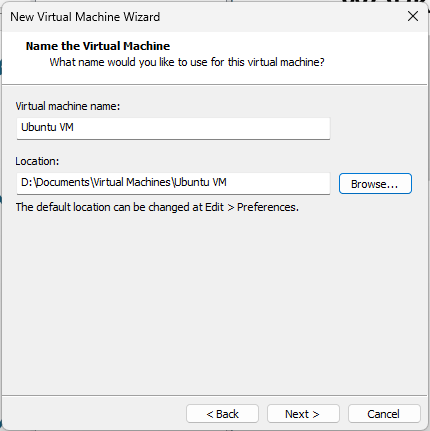 New Virtual Machine Wizard
Name the Virtual Machine
What name would you like to use for this virtual machine?
Virtual machine name:
Ubuntu VM
Location:
D:\Documents\Virtual Machines\Ubuntu VM
Browse...
The default location can be changed at Edit > Preferences.
< Back
Next >
Cancel